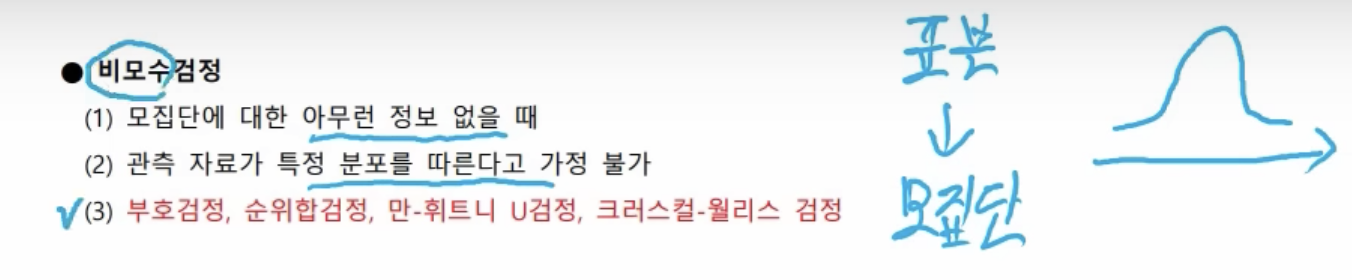 ● 비모수검정
(1) 모집단에 대한 아무런 정보 없을 때
(2) 관측 자료가 특정 분포를 따른다고 가정 불가
(3) 부호검정, 순위합검정, 만-휘트니 U검정, 크러스컬-월리스 검정
표본
↓
모집단